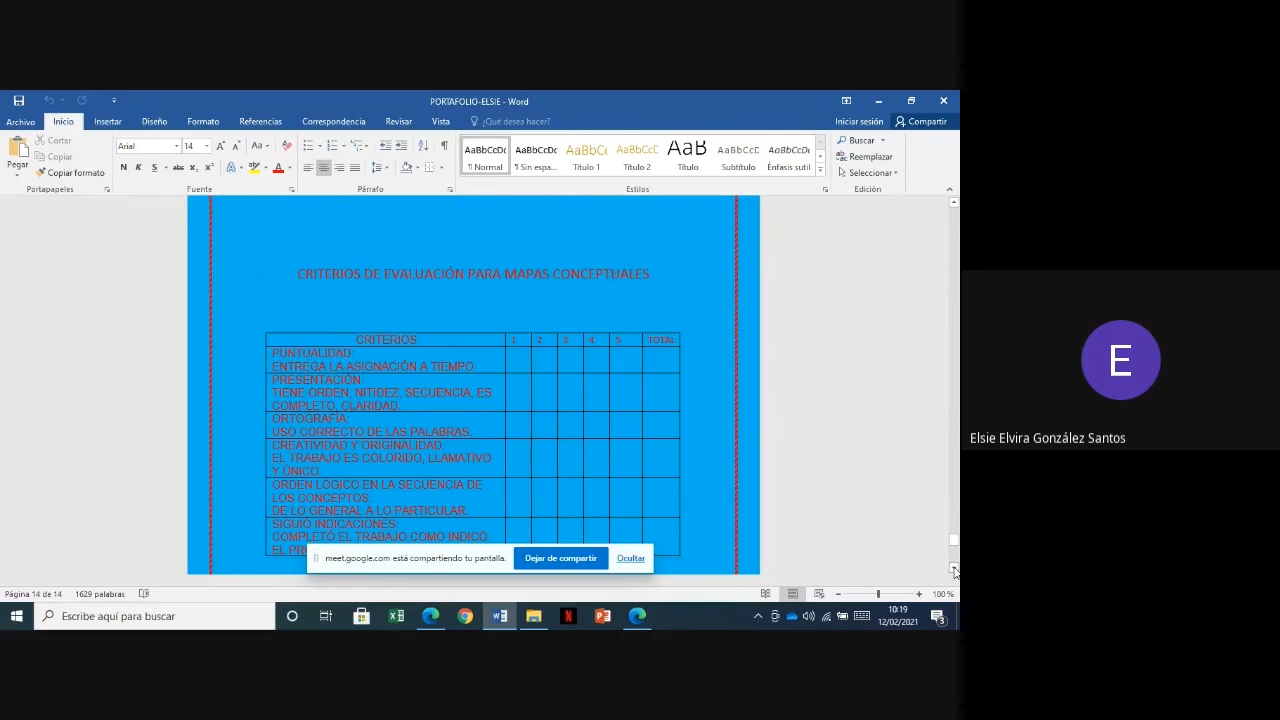 PORTAFOLIO-ELSIE - Word
Archivo Inicio Insertar Diseño Formato Referencias Correspondencia Revisar Vista ¿Qué desea hacer? Iniciar sesión Compartir
Pegar
Cortar
Copiar
Copiar formato
Portapapeles
Arial 14
N K S abc x₂ x²
Fuente
Párrafo
AaBbCcDc AaBbCcDc AaBbCc AaBbCcD AaB AaBbCcD AaBbCcDc
¶ Normal ¶ Sin espa... Título 1 Título 2 Título Subtítulo Énfasis sutil
Estilos
Buscar
Reemplazar
Seleccionar
Edición
CRITERIOS DE EVALUACIÓN PARA MAPAS CONCEPTUALES
CRITERIOS 1 2 3 4 5 TOTAL
PUNTUALIDAD:
ENTREGA LA ASIGNACIÓN A TIEMPO
PRESENTACIÓN:
TIENE ORDEN, NITIDEZ, SECUENCIA, ES
COMPLETO, CLARIDAD.
ORTOGRAFÍA:
USO CORRECTO DE LAS PALABRAS.
CREATIVIDAD Y ORIGINALIDAD:
EL TRABAJO ES COLORIDO, LLAMATIVO
Y ÚNICO.
ORDEN LÓGICO EN LA SECUENCIA DE
LOS CONCEPTOS:
DE LO GENERAL A LO PARTICULAR.
SIGUIÓ INDICACIONES:
COMPLETÓ EL TRABAJO COMO INDICÓ
EL
meet.google.com está compartiendo tu pantalla. Dejar de compartir Ocultar
Página 14 de 14 1629 palabras 100 %
Escribe aquí para buscar
10:19
12/02/2021
3
E
Elsie Elvira González Santos